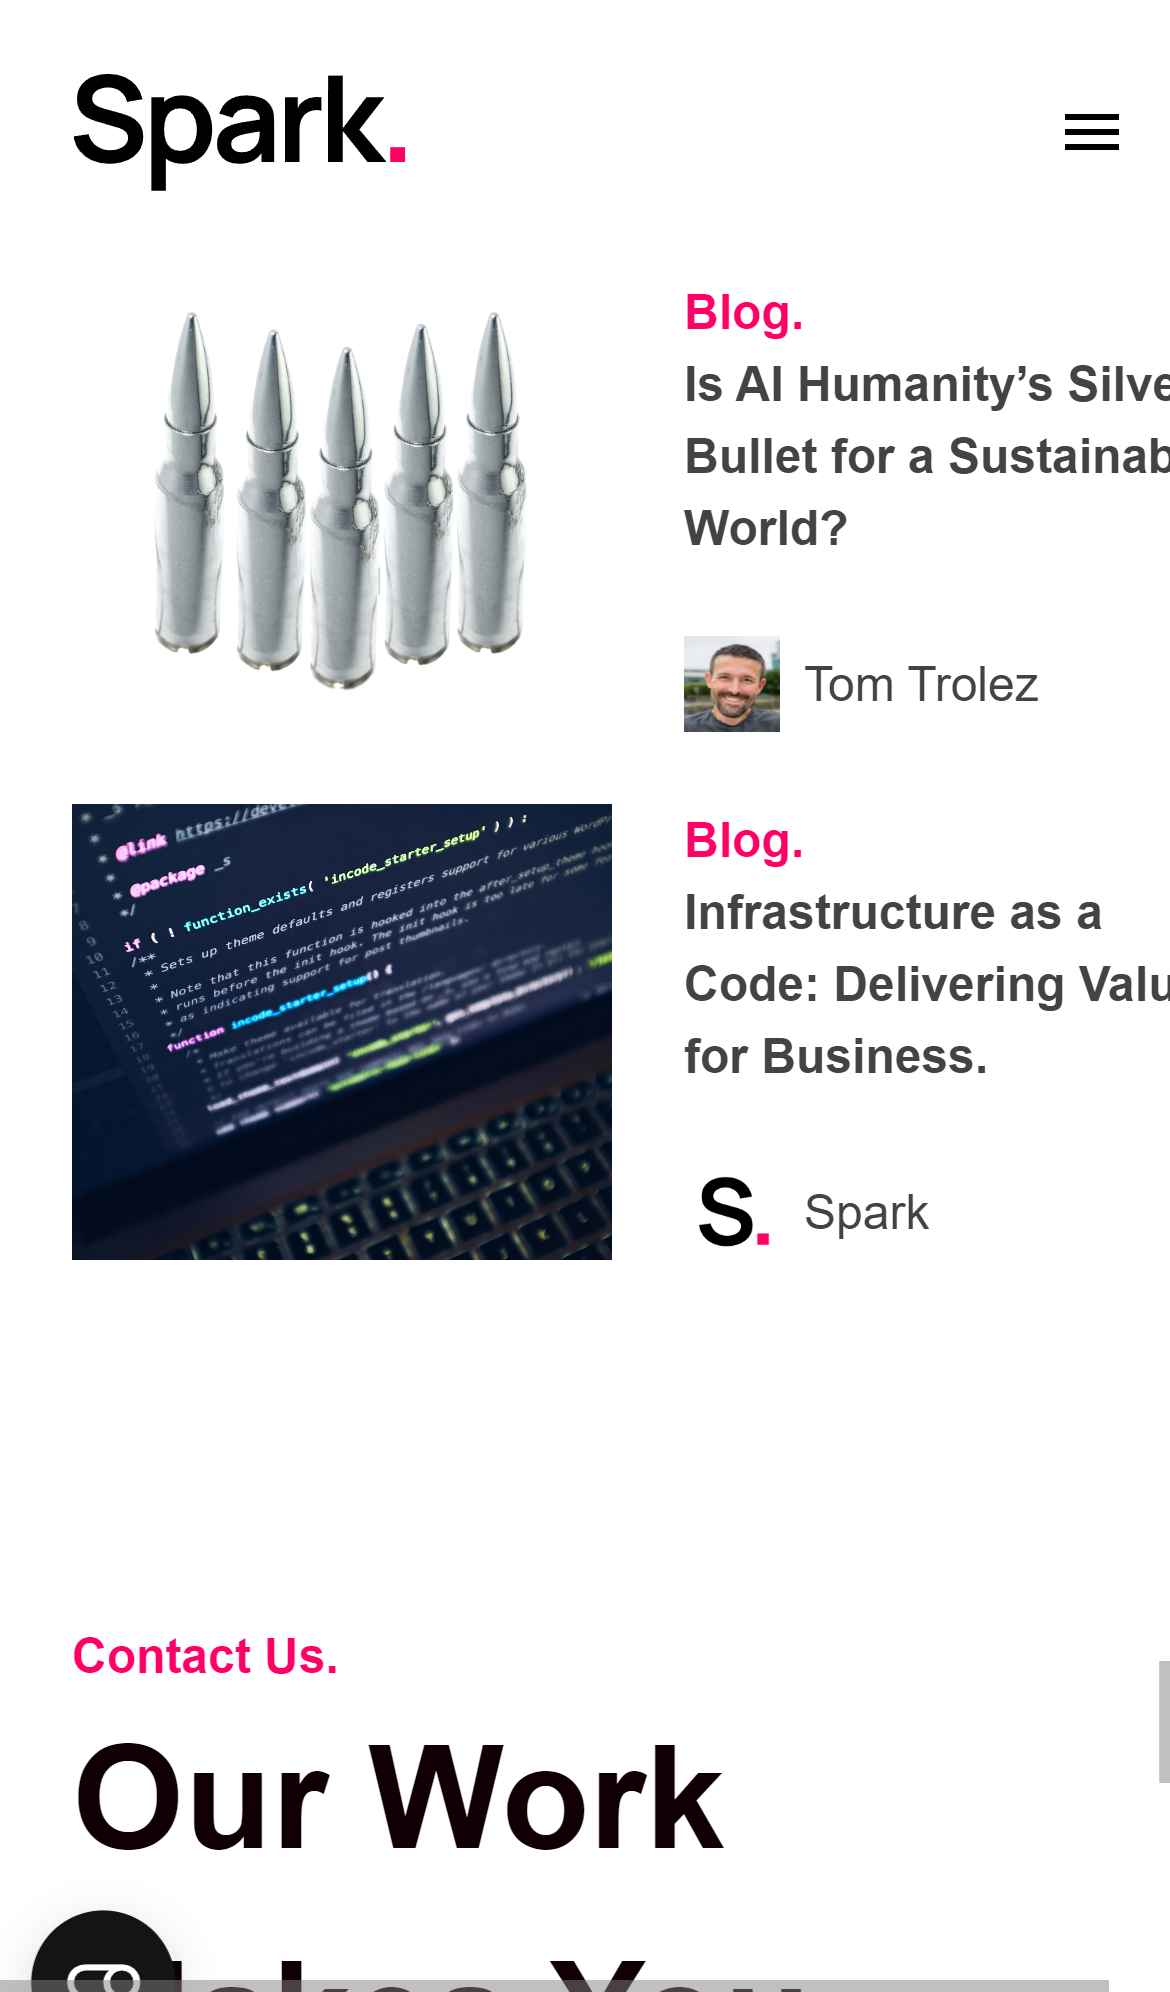 Spark.
Blog.
Is AI Humanity’s Silve
Bullet for a Sustainab
World?
Tom Trolez
* @link https://deve
* @package _s
*/
if ( ! function_exists( 'incode_starter_setup' ) ) :
/**
* Sets up theme defaults and registers support for various WordPr
* Note that this function is hooked into the after_setup_theme hoo
* runs before the init hook. The init hook is too late for some fea
* as indicating support for post thumbnails.
*/
function incode_starter_setup() {
Blog.
Infrastructure as a
Code: Delivering Valu
for Business.
S.
Spark
Contact Us.
Our Work
akes You